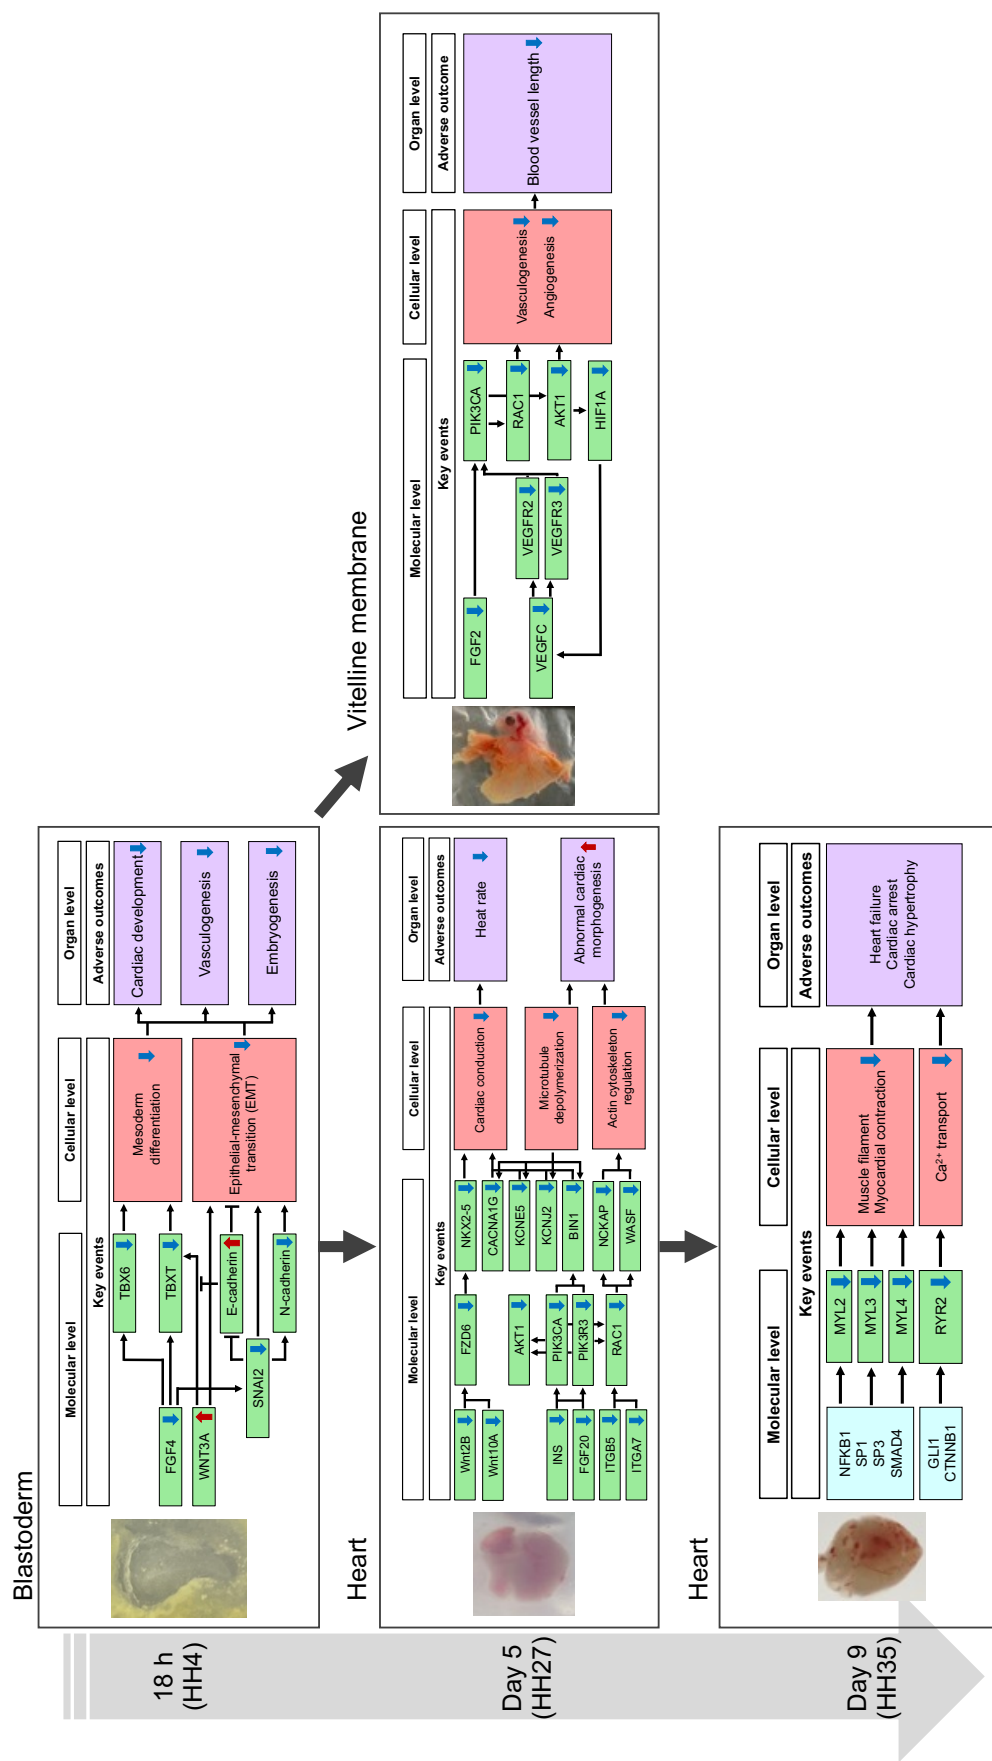 Blastoderm
18 h
(HH4)
Molecular level
Cellular level
Organ level
Key events
Adverse outcomes
FGF4
WNT3A
SNAI2
TBX6
TBXT
E-cadherin
N-cadherin
Mesoderm
differentiation
Epithelial-mesenchymal
transition (EMT)
Cardiac development
Vasculogenesis
Embryogenesis
Heart
Day 5
(HH27)
Molecular level
Cellular level
Organ level
Key events
Adverse outcomes
Wnt2B
Wnt10A
FZD6
NKX2-5
CACNA1G
KCNE5
KCNJ2
BIN1
INS
FGF20
ITGB5
ITGA7
AKT1
PIK3CA
PIK3R3
RAC1
NCKAP
WASF
Cardiac conduction
Microtubule
depolymerization
Actin cytoskeleton
regulation
Heat rate
Abnormal cardiac
morphogenesis
Vitelline membrane
Molecular level
Cellular level
Organ level
Key events
Adverse outcome
FGF2
VEGFC
VEGFR2
VEGFR3
PIK3CA
RAC1
AKT1
HIF1A
Vasculogenesis
Angiogenesis
Blood vessel length
Heart
Day 9
(HH35)
Molecular level
Cellular level
Organ level
Key events
Adverse outcomes
NFKB1
SP1
SP3
SMAD4
GLI1
CTNNB1
MYL2
MYL3
MYL4
RYR2
Muscle filament
Myocardial contraction
Ca²⁺ transport
Heart failure
Cardiac arrest
Cardiac hypertrophy